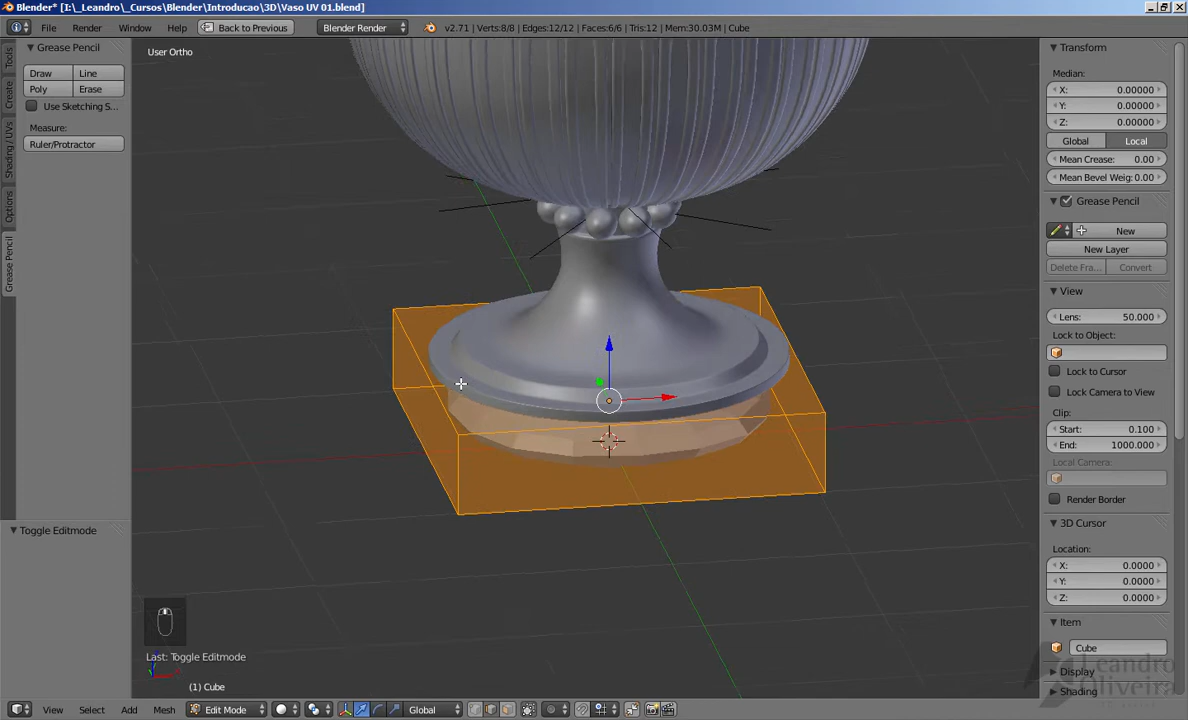 Blender* [I:\_Leandro\_Cursos\Blender\Introducao\3D\Vaso UV 01.blend]
File Render Window Help Back to Previous Blender Render v2.71 | Verts:8/8 | Edges:12/12 | Faces:6/6 | Tris:12 | Mem:30.03M | Cube
Tools
Create
Shading / UVs
Options
Grease Pencil
Grease Pencil
Draw Line
Poly Erase
Use Sketching S...
Measure:
Ruler/Protractor
Toggle Editmode
User Ortho
Last: Toggle Editmode
(1) Cube
Transform
Median:
X: 0.00000
Y: 0.00000
Z: 0.00000
Global Local
Mean Crease: 0.00
Mean Bevel Weig: 0.00
Grease Pencil
New
New Layer
Delete Fra... Convert
View
Lens: 50.000
Lock to Object:
Lock to Cursor
Lock Camera to View
Clip:
Start: 0.100
End: 1000.000
Local Camera:
Render Border
3D Cursor
Location:
X: 0.0000
Y: 0.0000
Z: 0.0000
Item
Cube
Display
Shading
Leandro
Oliveira
View Select Add Mesh Edit Mode Global